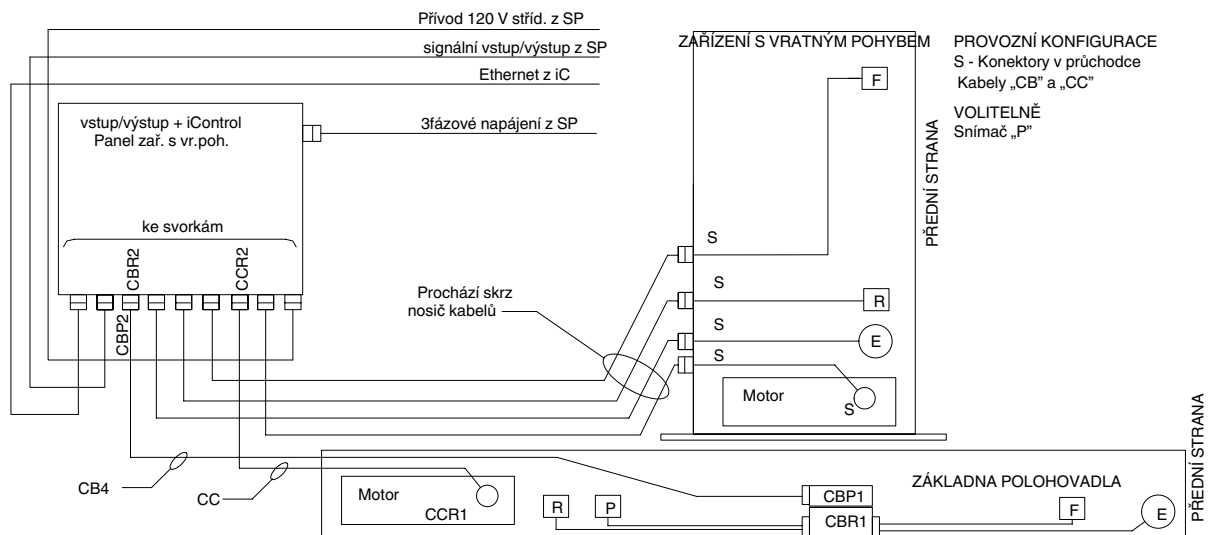 Přívod 120 V stříd. z SP
signální vstup/výstup z SP
Ethernet z iC
3fázové napájení z SP
vstup/výstup + iControl
Panel zař. s vr.poh.
ke svorkám
CBR2
CCR2
CBP2
Prochází skrz
nosič kabelů
ZAŘÍZENÍ S VRATNÝM POHYBEM
F
S
S
R
S
E
S
Motor
S
PŘEDNÍ STRANA
PROVOZNÍ KONFIGURACE
S - Konektory v průchodce
Kabely „CB" a „CC"
VOLITELNĚ
Snímač „P"
CB4
CC
Motor
CCR1
R
P
CBP1
CBR1
ZÁKLADNA POLOHOVADLA
F
E
PŘEDNÍ STRANA